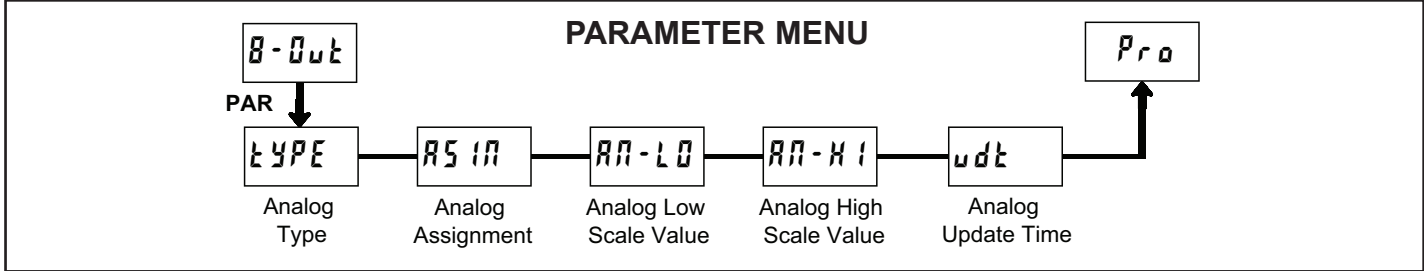 PARAMETER MENU
8-Out
Pro
PAR
tYPE
ASIN
AN-LO
AN-HI
udt
Analog
Type
Analog
Assignment
Analog Low
Scale Value
Analog High
Scale Value
Analog
Update Time